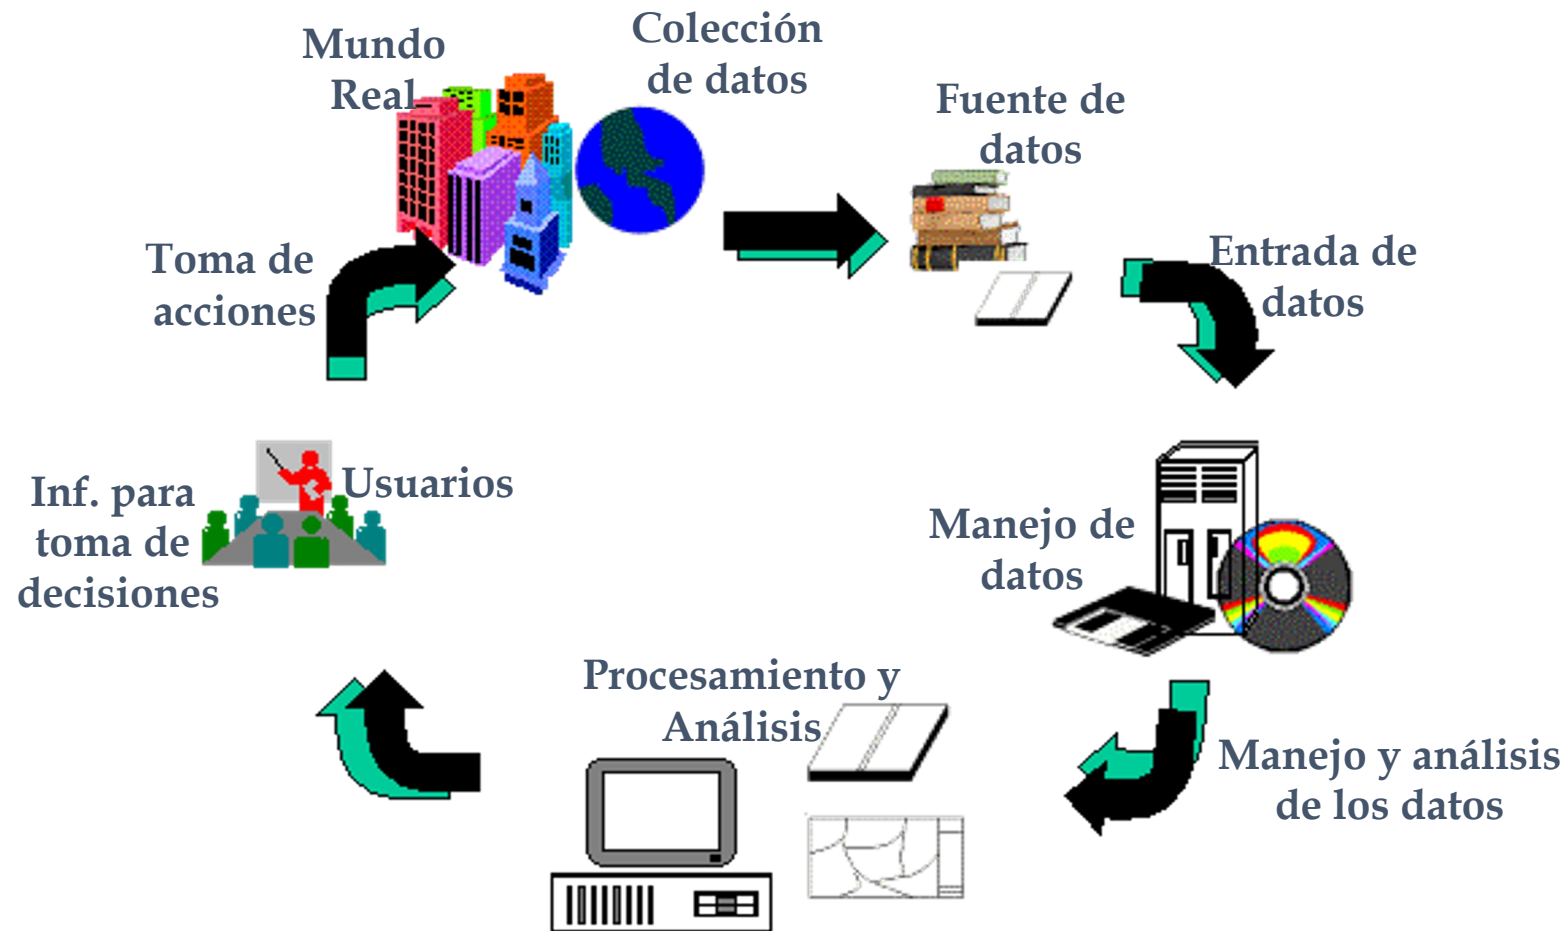 Mundo
Real
Colección
de datos
Fuente de
datos
Entrada de
datos
Toma de
acciones
Usuarios
Inf. para
toma de
decisiones
Manejo de
datos
Procesamiento y
Análisis
Manejo y análisis
de los datos